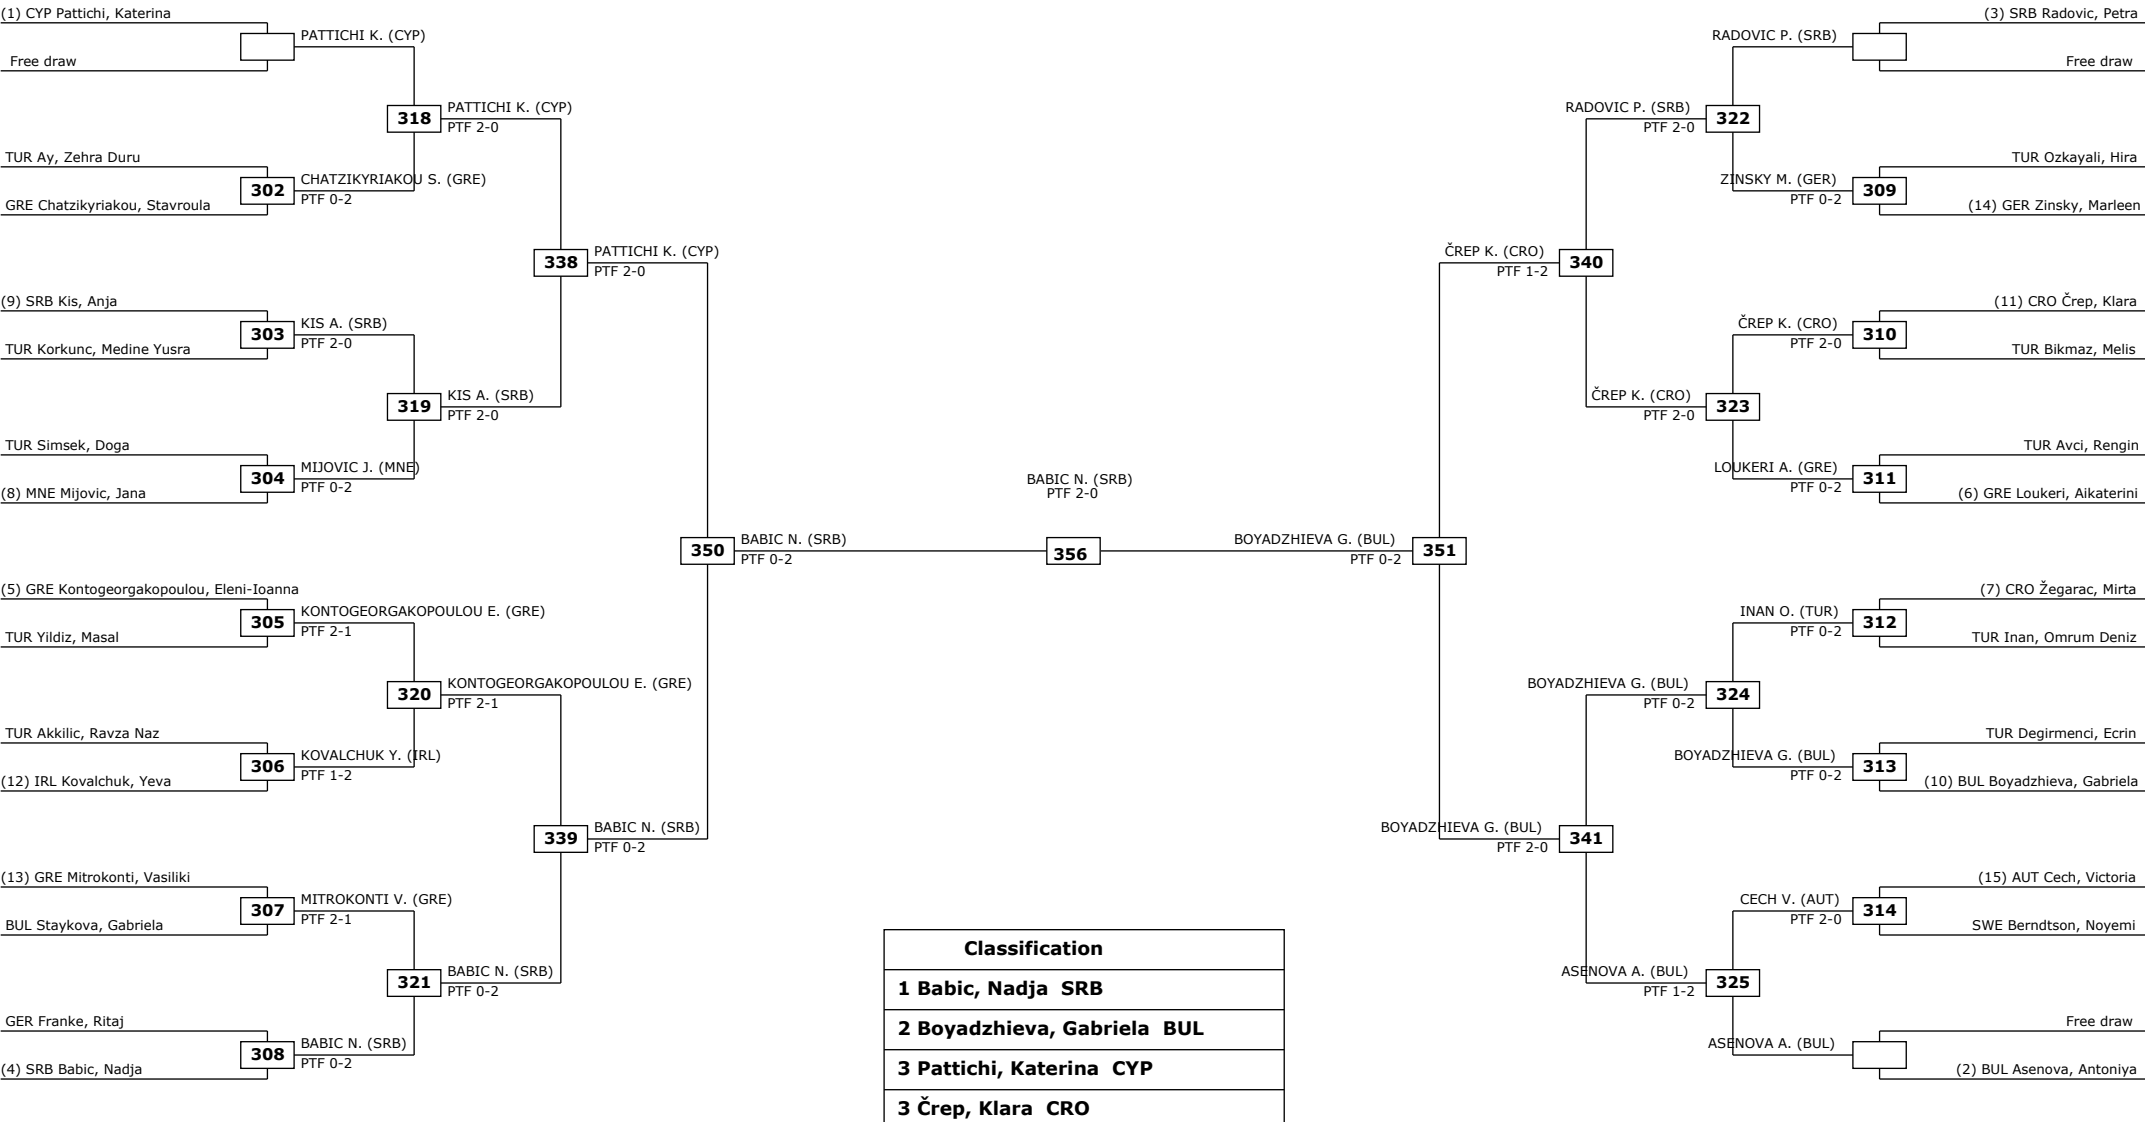 (1) CYP Pattichi, Katerina
PATTICHI K. (CYP)
Free draw
318
PATTICHI K. (CYP)
PTF 2-0
TUR Ay, Zehra Duru
302
CHATZIKYRIAKOU S. (GRE)
PTF 0-2
GRE Chatzikyriakou, Stavroula
338
PATTICHI K. (CYP)
PTF 2-0
(9) SRB Kis, Anja
303
KIS A. (SRB)
PTF 2-0
TUR Korkunc, Medine Yusra
319
KIS A. (SRB)
PTF 2-0
TUR Simsek, Doga
304
MIJOVIC J. (MNE)
PTF 0-2
(8) MNE Mijovic, Jana
350
BABIC N. (SRB)
PTF 0-2
(5) GRE Kontogeorgakopoulou, Eleni-Ioanna
305
KONTOGEORGAKOPOULOU E. (GRE)
PTF 2-1
TUR Yildiz, Masal
320
KONTOGEORGAKOPOULOU E. (GRE)
PTF 2-1
TUR Akkilic, Ravza Naz
306
KOVALCHUK Y. (IRL)
PTF 1-2
(12) IRL Kovalchuk, Yeva
339
BABIC N. (SRB)
PTF 0-2
(13) GRE Mitrokonti, Vasiliki
307
MITROKONTI V. (GRE)
PTF 2-1
BUL Staykova, Gabriela
321
BABIC N. (SRB)
PTF 0-2
GER Franke, Ritaj
308
BABIC N. (SRB)
PTF 0-2
(4) SRB Babic, Nadja
BABIC N. (SRB)
PTF 2-0
356
(3) SRB Radovic, Petra
RADOVIC P. (SRB)
Free draw
RADOVIC P. (SRB)
PTF 2-0
322
TUR Ozkayali, Hira
ZINSKY M. (GER)
PTF 0-2
309
(14) GER Zinsky, Marleen
ČREP K. (CRO)
PTF 1-2
340
(11) CRO Črep, Klara
ČREP K. (CRO)
PTF 2-0
310
TUR Bikmaz, Melis
ČREP K. (CRO)
PTF 2-0
323
TUR Avci, Rengin
LOUKERI A. (GRE)
PTF 0-2
311
(6) GRE Loukeri, Aikaterini
BOYADZHIEVA G. (BUL)
PTF 0-2
351
(7) CRO Žegarac, Mirta
INAN O. (TUR)
PTF 0-2
312
TUR Inan, Omrum Deniz
BOYADZHIEVA G. (BUL)
PTF 0-2
324
TUR Degirmenci, Ecrin
BOYADZHIEVA G. (BUL)
PTF 0-2
313
(10) BUL Boyadzhieva, Gabriela
BOYADZHIEVA G. (BUL)
PTF 2-0
341
(15) AUT Cech, Victoria
CECH V. (AUT)
PTF 2-0
314
SWE Berndtson, Noyemi
ASENOVA A. (BUL)
PTF 1-2
325
Free draw
ASENOVA A. (BUL)
(2) BUL Asenova, Antoniya
Classification
1 Babic, Nadja SRB
2 Boyadzhieva, Gabriela BUL
3 Pattichi, Katerina CYP
3 Črep, Klara CRO